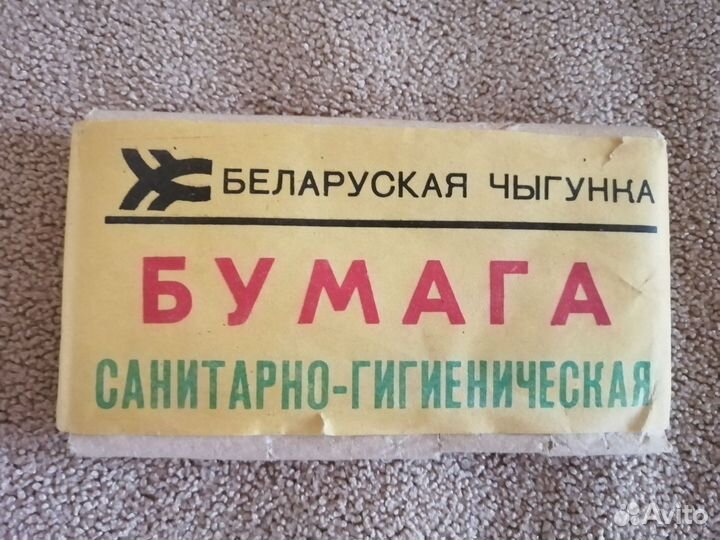 БЕЛАРУСКАЯ ЧЫГУНКА
БУМАГА
САНИТАРНО-ГИГИЕНИЧЕСКАЯ
Avito